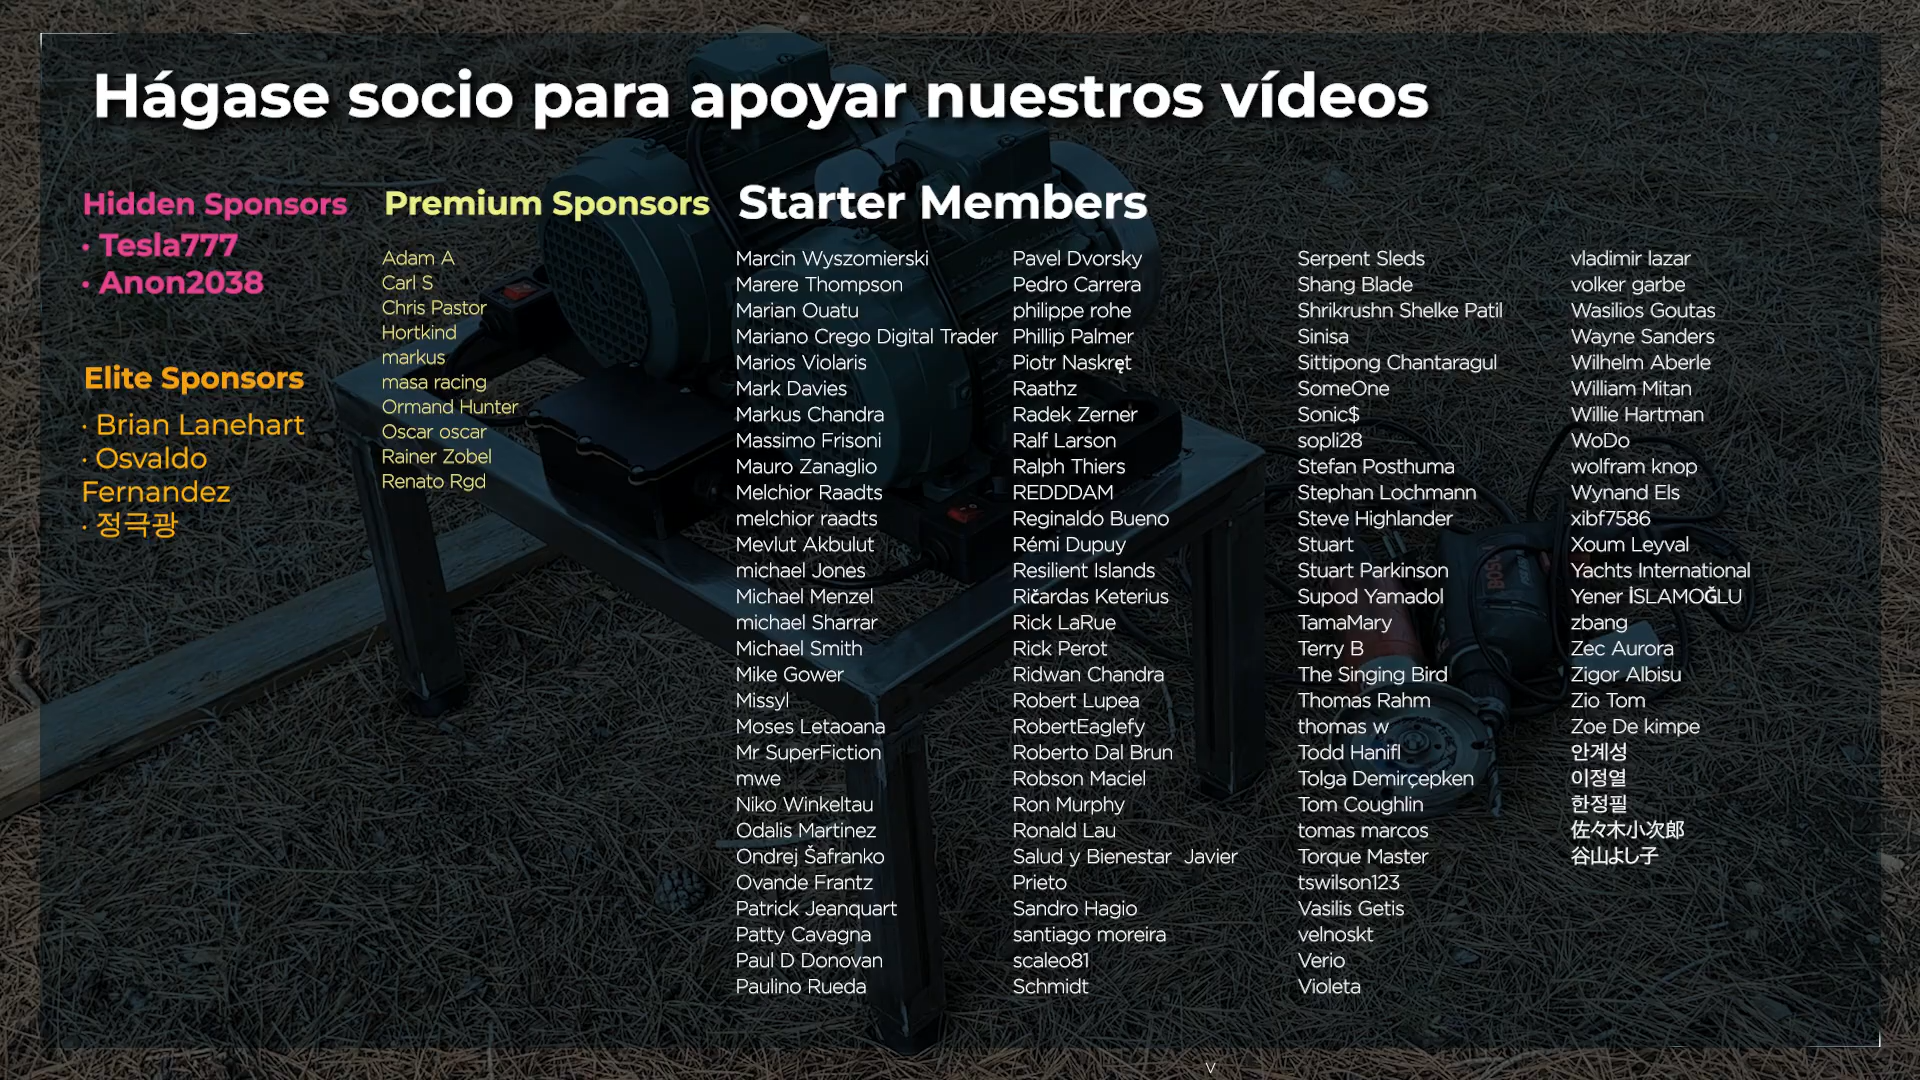 Hágase socio para apoyar nuestros vídeos
Hidden Sponsors
• Tesla777
• Anon2038
Elite Sponsors
· Brian Lanehart
· Osvaldo
Fernandez
· 정극광
Premium Sponsors
Adam A
Carl S
Chris Pastor
Hortkind
markus
masa racing
Ormand Hunter
Oscar oscar
Rainer Zobel
Renato Rgd
Starter Members
Marcin Wyszomierski
Marere Thompson
Marian Ouatu
Mariano Crego Digital Trader
Marios Violaris
Mark Davies
Markus Chandra
Massimo Frisoni
Mauro Zanaglio
Melchior Raadts
melchior raadts
Mevlut Akbulut
michael Jones
Michael Menzel
michael Sharrar
Michael Smith
Mike Gower
Missyl
Moses Letaoana
Mr SuperFiction
mwe
Niko Winkeltau
Odalis Martinez
Ondrej Šafranko
Ovande Frantz
Patrick Jeanquart
Patty Cavagna
Paul D Donovan
Paulino Rueda
Pavel Dvorsky
Pedro Carrera
philippe rohe
Phillip Palmer
Piotr Naskręt
Raathz
Radek Zerner
Ralf Larson
Ralph Thiers
REDDDAM
Reginaldo Bueno
Rémi Dupuy
Resilient Islands
Ričardas Keterius
Rick LaRue
Rick Perot
Ridwan Chandra
Robert Lupea
RobertEaglefy
Roberto Dal Brun
Robson Maciel
Ron Murphy
Ronald Lau
Salud y Bienestar  Javier
Prieto
Sandro Hagio
santiago moreira
scaleo81
Schmidt
Serpent Sleds
Shang Blade
Shrikrushn Shelke Patil
Sinisa
Sittipong Chantaragul
SomeOne
Sonic$
sopli28
Stefan Posthuma
Stephan Lochmann
Steve Highlander
Stuart
Stuart Parkinson
Supod Yamadol
TamaMary
Terry B
The Singing Bird
Thomas Rahm
thomas w
Todd Hanifl
Tolga Demirçepken
Tom Coughlin
tomas marcos
Torque Master
tswilson123
Vasilis Getis
velnoskt
Verio
Violeta
vladimir lazar
volker garbe
Wasilios Goutas
Wayne Sanders
Wilhelm Aberle
William Mitan
Willie Hartman
WoDo
wolfram knop
Wynand Els
xibf7586
Xoum Leyval
Yachts International
Yener İSLAMOĞLU
zbang
Zec Aurora
Zigor Albisu
Zio Tom
Zoe De kimpe
안계성
이정열
한정필
佐々木小次郎
谷山よし子
BOSCH
V